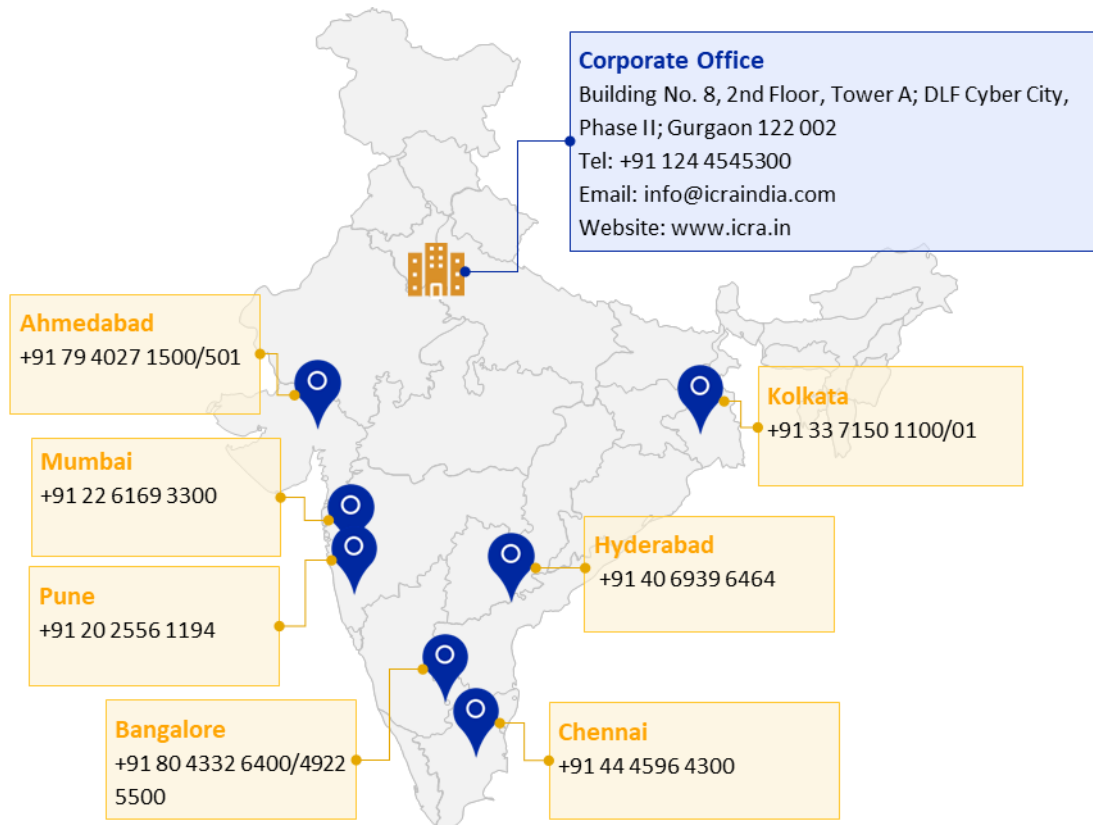 Corporate Office
Building No. 8, 2nd Floor, Tower A; DLF Cyber City,
Phase II; Gurgaon 122 002
Tel: +91 124 4545300
Email: info@icraindia.com
Website: www.icra.in
Ahmedabad
+91 79 4027 1500/501
Kolkata
+91 33 7150 1100/01
Mumbai
+91 22 6169 3300
Hyderabad
+91 40 6939 6464
Pune
+91 20 2556 1194
Bangalore
+91 80 4332 6400/4922
5500
Chennai
+91 44 4596 4300